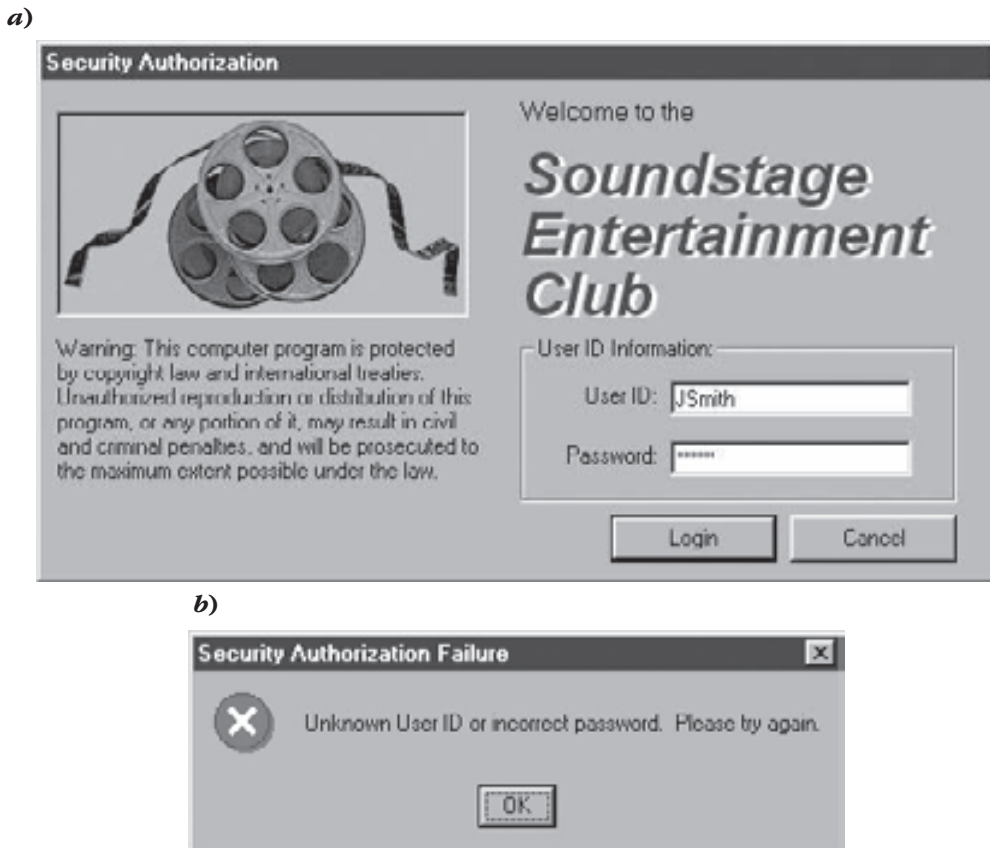 a)
Security Authorization
Welcome to the
Soundstage
Entertainment
Club
Warning: This computer program is protected
by copyright law and international treaties.
Unauthorized reproduction or distribution of this
program, or any portion of it, may result in civil
and criminal penalties, and will be prosecuted to
the maximum extent possible under the law.
User ID Information:
User ID: JSmith
Password: ******
Login Cancel
b)
Security Authorization Failure
Unknown User ID or incorrect password. Please try again.
OK